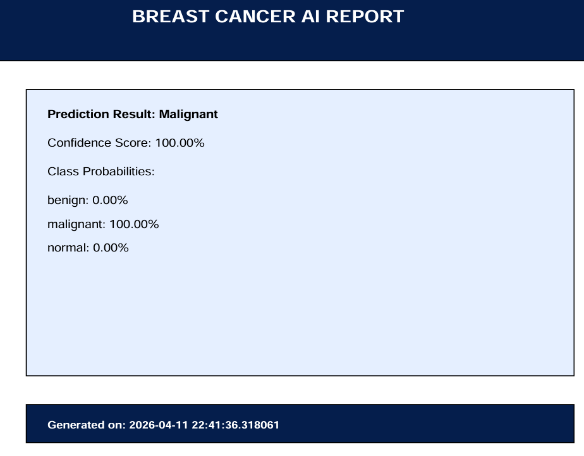 BREAST CANCER AI REPORT
Prediction Result: Malignant
Confidence Score: 100.00%
Class Probabilities:
benign: 0.00%
malignant: 100.00%
normal: 0.00%
Generated on: 2026-04-11 22:41:36.318061